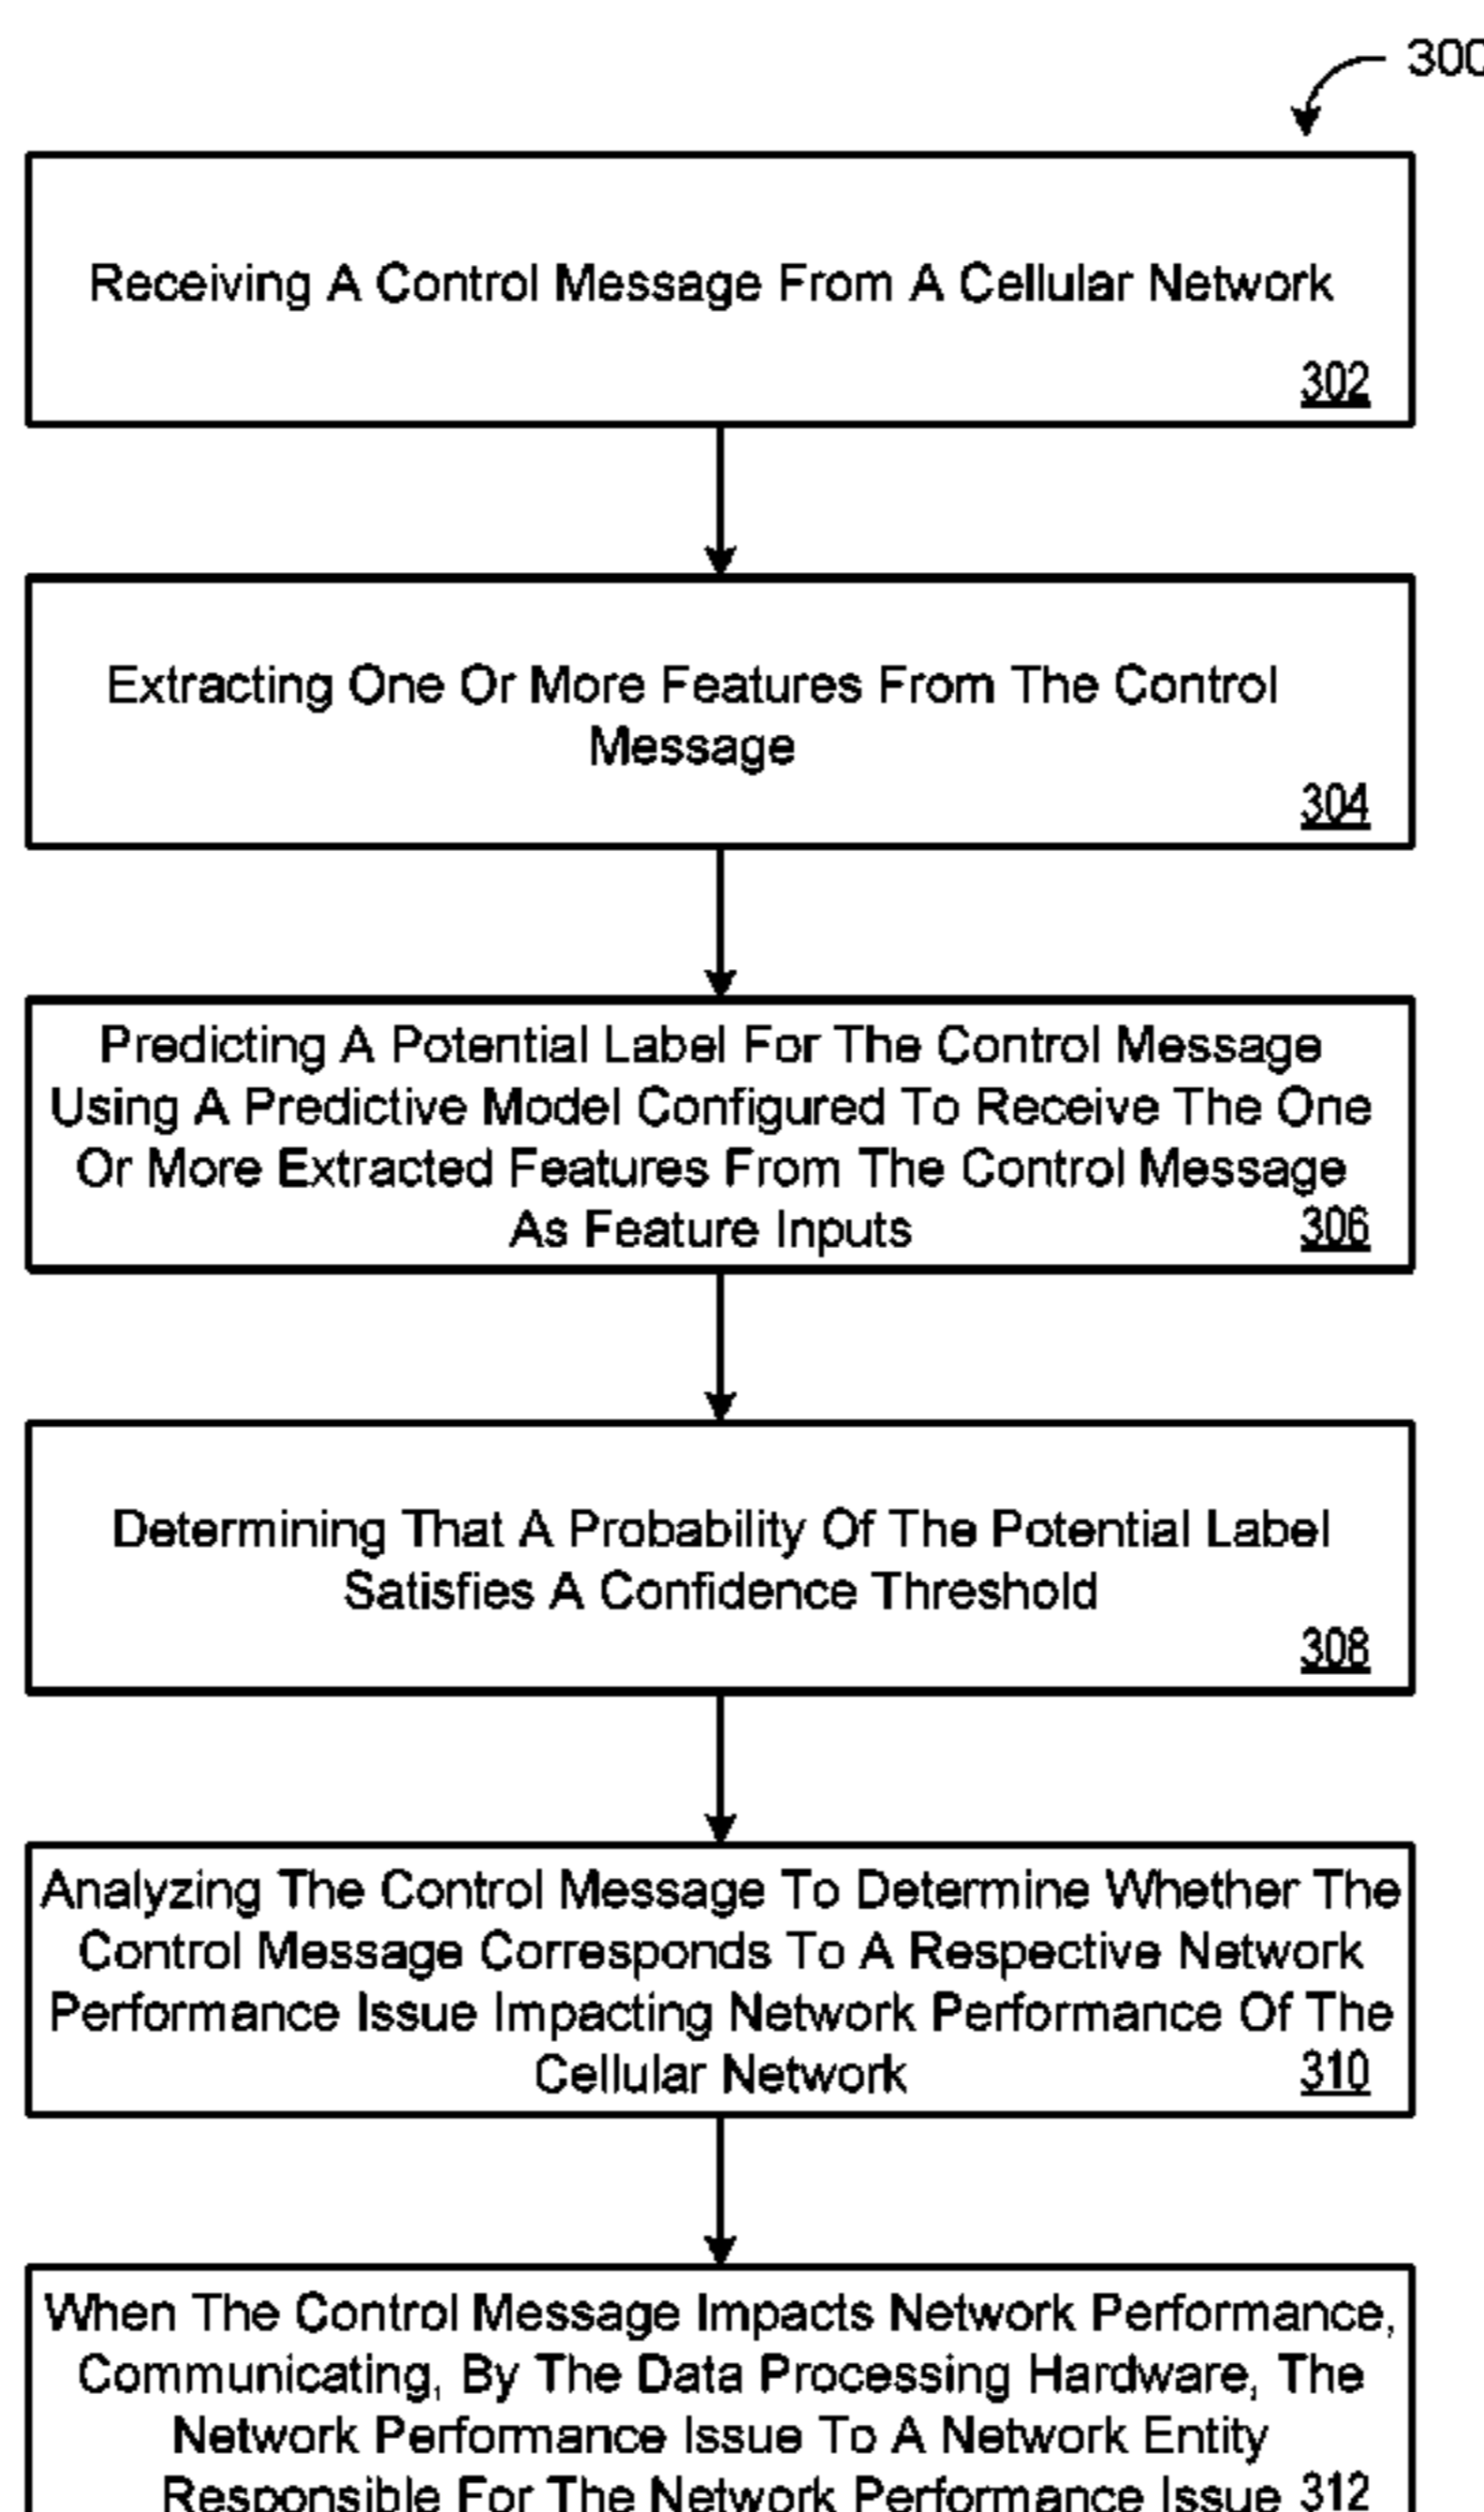 300
Receiving A Control Message From A Cellular Network
302
Extracting One Or More Features From The Control
Message
304
Predicting A Potential Label For The Control Message
Using A Predictive Model Configured To Receive The One
Or More Extracted Features From The Control Message
As Feature Inputs 306
Determining That A Probability Of The Potential Label
Satisfies A Confidence Threshold
308
Analyzing The Control Message To Determine Whether The
Control Message Corresponds To A Respective Network
Performance Issue Impacting Network Performance Of The
Cellular Network 310
When The Control Message Impacts Network Performance,
Communicating, By The Data Processing Hardware, The
Network Performance Issue To A Network Entity
Responsible For The Network Performance Issue 312